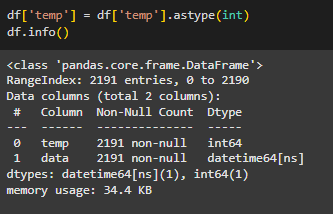 df['temp'] = df['temp'].astype(int)
df.info()
<class 'pandas.core.frame.DataFrame'>
RangeIndex: 2191 entries, 0 to 2190
Data columns (total 2 columns):
 #   Column  Non-Null Count  Dtype
---  ------  --------------  -----
 0   temp    2191 non-null   int64
 1   data    2191 non-null   datetime64[ns]
dtypes: datetime64[ns](1), int64(1)
memory usage: 34.4 KB